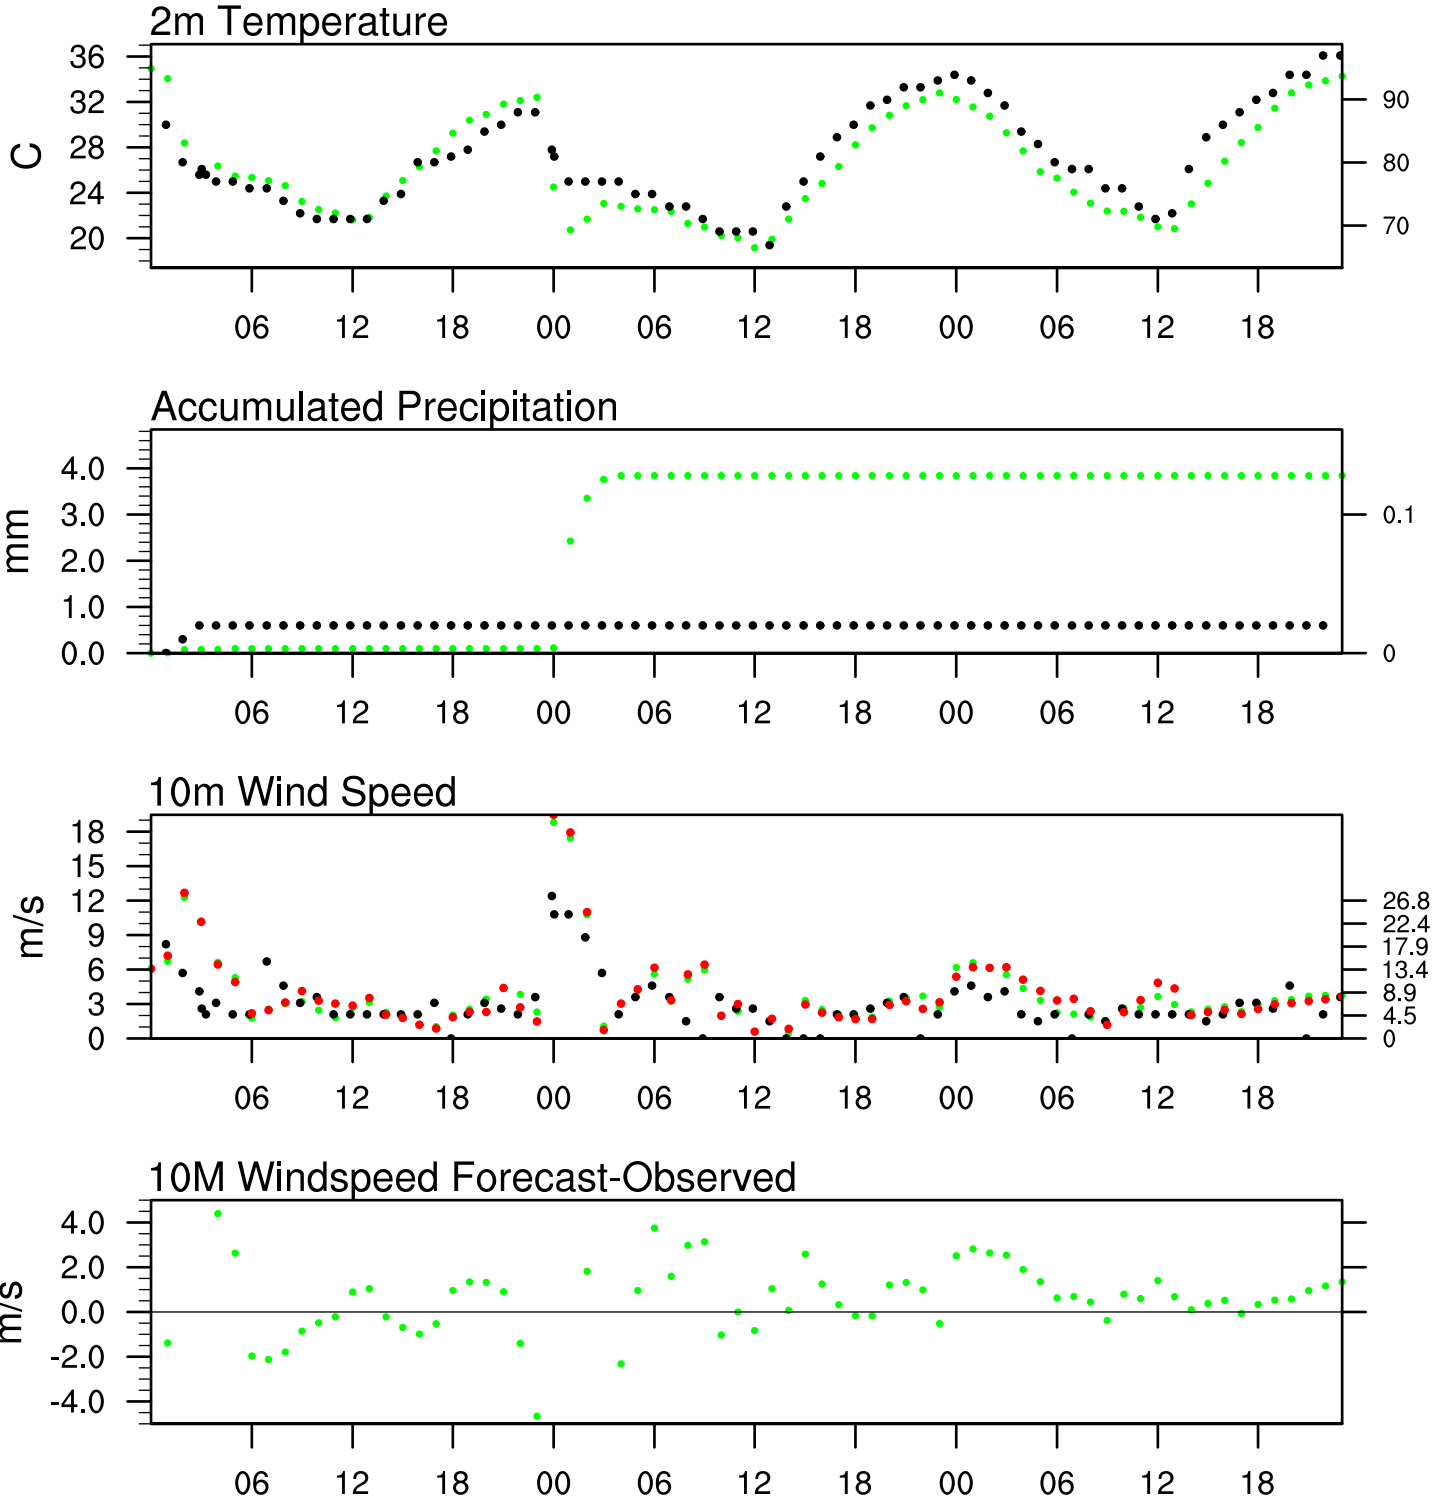 2m Temperature
36
32
28
24
20
C
90
80
70
06 12 18 00 06 12 18 00 06 12 18
Accumulated Precipitation
4.0
3.0
2.0
1.0
0.0
mm
0.1
0
06 12 18 00 06 12 18 00 06 12 18
10m Wind Speed
18
15
12
9
6
3
0
m/s
26.8
22.4
17.9
13.4
8.9
4.5
0
06 12 18 00 06 12 18 00 06 12 18
10M Windspeed Forecast-Observed
4.0
2.0
0.0
-2.0
-4.0
m/s
06 12 18 00 06 12 18 00 06 12 18